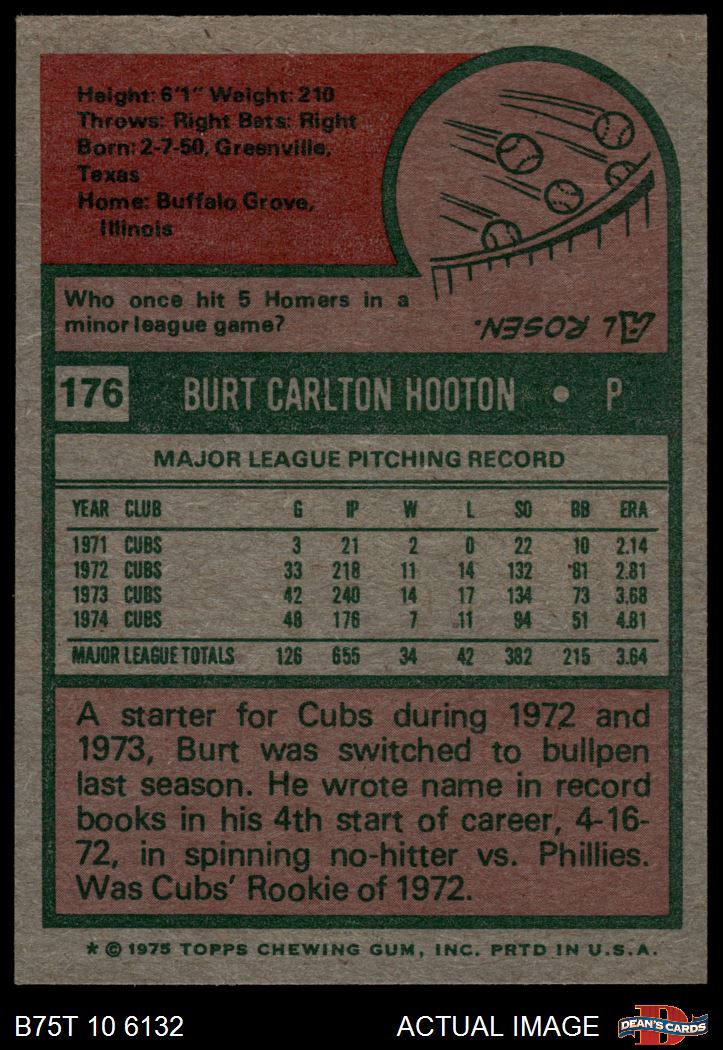 Height: 6'1" Weight: 210
Throws: Right Bats: Right
Born: 2-7-50, Greenville,
Texas
Home: Buffalo Grove,
Illinois
Who once hit 5 Homers in a
minor league game?
AL ROSEN.
176 BURT CARLTON HOOTON • P
MAJOR LEAGUE PITCHING RECORD
YEAR CLUB G IP W L SO BB ERA
1971 CUBS 3 21 2 0 22 10 2.14
1972 CUBS 33 218 11 14 132 81 2.81
1973 CUBS 42 240 14 17 134 73 3.68
1974 CUBS 48 176 7 11 94 51 4.81
MAJOR LEAGUE TOTALS 126 655 34 42 382 215 3.64
A starter for Cubs during 1972 and
1973, Burt was switched to bullpen
last season. He wrote name in record
books in his 4th start of career, 4-16-
72, in spinning no-hitter vs. Phillies.
Was Cubs' Rookie of 1972.
* © 1975 TOPPS CHEWING GUM, INC. PRTD IN U.S.A.
B75T 10 6132 ACTUAL IMAGE DEAN'S CARDS